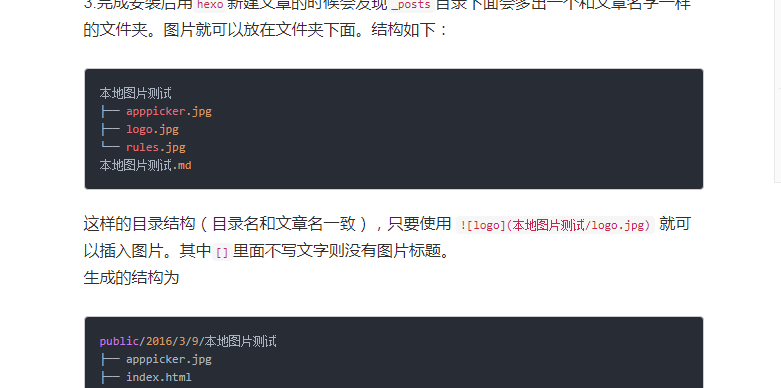 3.完成安装后用 hexo 新建文章的时候会发现 _posts 目录下面会多出一个和文章名字一样
的文件夹。图片就可以放在文件夹下面。结构如下：
本地图片测试
├── apppicker.jpg
├── logo.jpg
└── rules.jpg
本地图片测试.md
这样的目录结构（目录名和文章名一致），只要使用 ![logo](本地图片测试/logo.jpg) 就可
以插入图片。其中 [] 里面不写文字则没有图片标题。
生成的结构为
public/2016/3/9/本地图片测试
├── apppicker.jpg
├── index.html